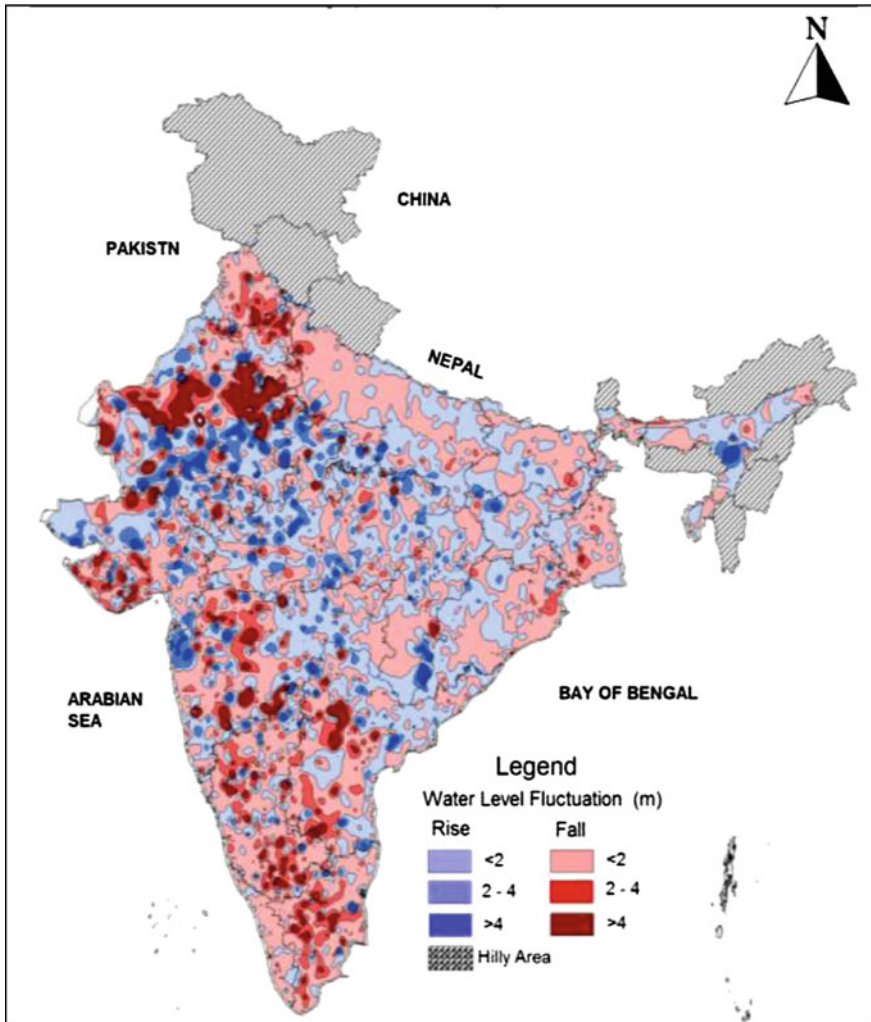 N
CHINA
PAKISTN
NEPAL
ARABIAN
SEA
BAY OF BENGAL
Legend
Water Level Fluctuation (m)
Rise Fall
<2 <2
2 - 4 2 - 4
>4 >4
Hilly Area